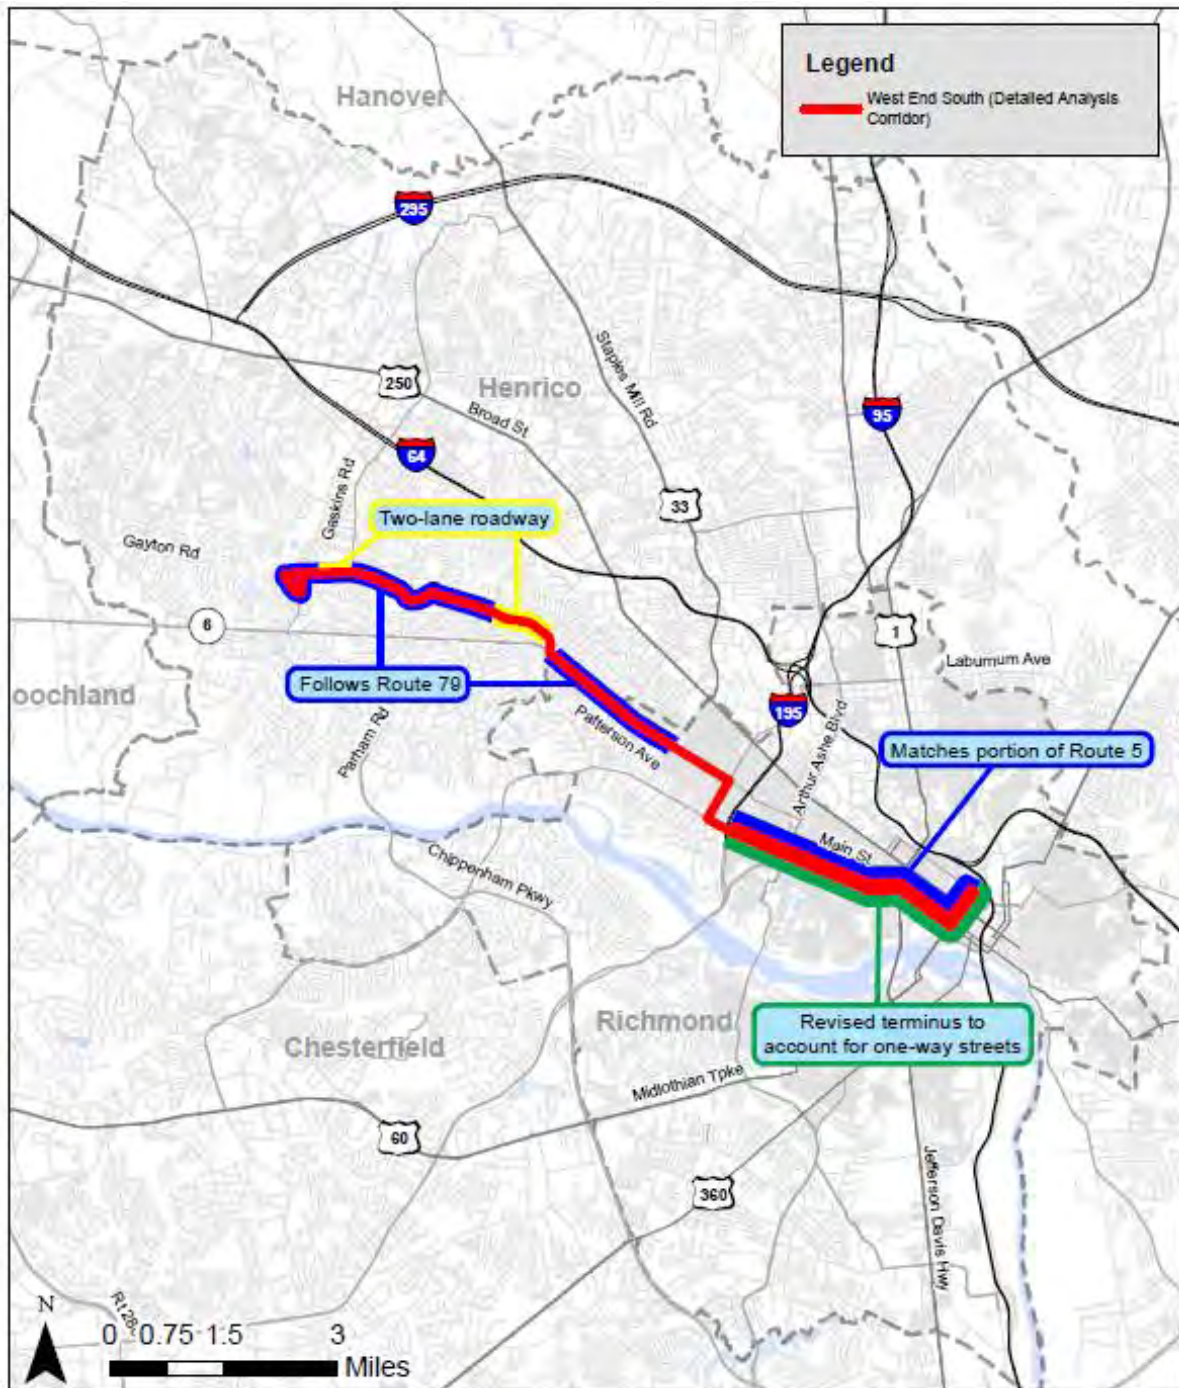 Legend
West End South (Detailed Analysis
Corridor)
Hanover
295
Staples Mill Rd
250
Henrico
Broad St
95
64
Gaskins Rd
33
Two-lane roadway
Gayton Rd
6
1
Laburnum Ave
Follows Route 79
oochland
195
Patterson Ave
Parham Rd
Arthur Ashe Blvd
Matches portion of Route 5
Main St
Chippenham Pkwy
Richmond
Revised terminus to
account for one-way streets
Chesterfield
Midlothian Tpke
60
360
Jefferson Davis Hwy
N
0 0.75 1.5 3
Miles